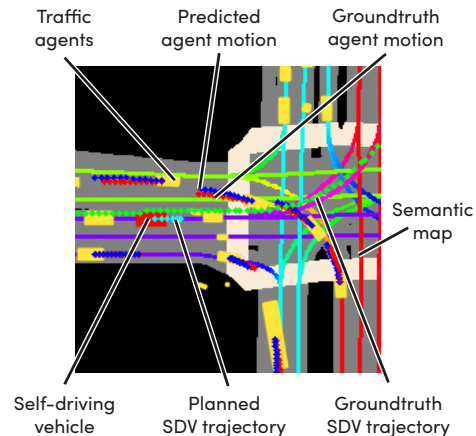 Traffic
agents
Predicted
agent motion
Groundtruth
agent motion
Semantic
map
Self-driving
vehicle
Planned
SDV trajectory
Groundtruth
SDV trajectory